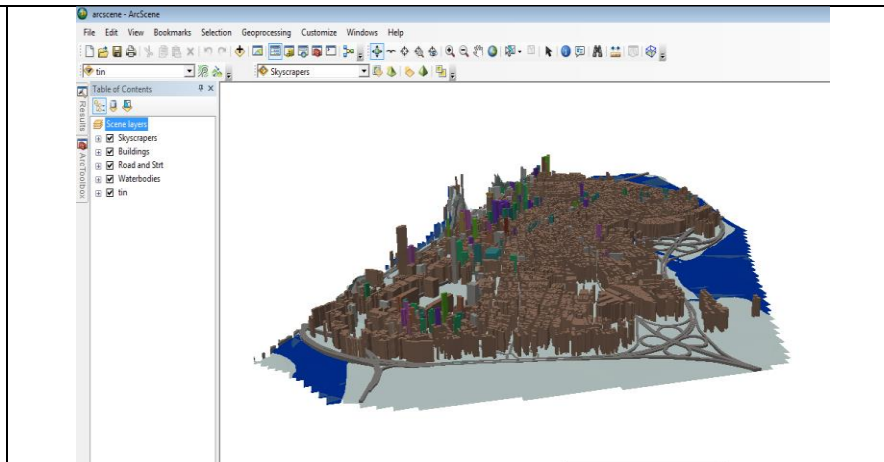 arcscene - ArcScene
File Edit View Bookmarks Selection Geoprocessing Customize Windows Help
tin Skyscrapers
Table of Contents
Results
ArcToolbox
Scene layers
Skyscrapers
Buildings
Road and Strt
Waterbodies
tin